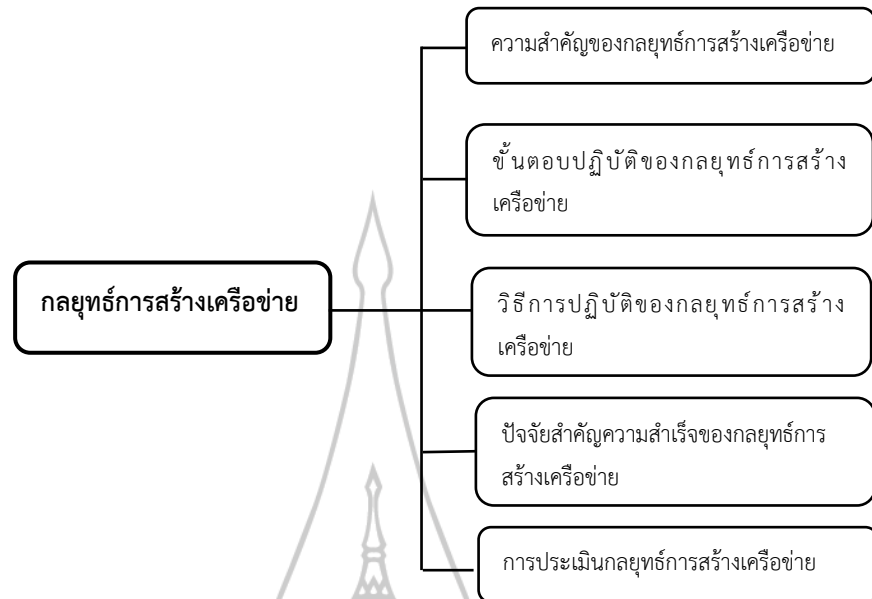 ความสำคัญของกลยุทธ์การสร้างเครือข่าย
ขั้นตอบปฏิบัติของกลยุทธ์การสร้าง
เครือข่าย
กลยุทธ์การสร้างเครือข่าย
วิธีการปฏิบัติของกลยุทธ์การสร้าง
เครือข่าย
ปัจจัยสำคัญความสำเร็จของกลยุทธ์การ
สร้างเครือข่าย
การประเมินกลยุทธ์การสร้างเครือข่าย